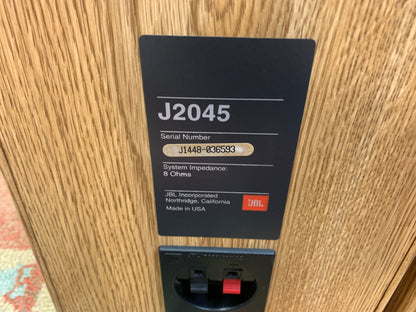 J2045
Serial Number
J1448-036593
System Impedance:
8 Ohms
JBL Incorporated
Northridge, California
Made in USA
JBL